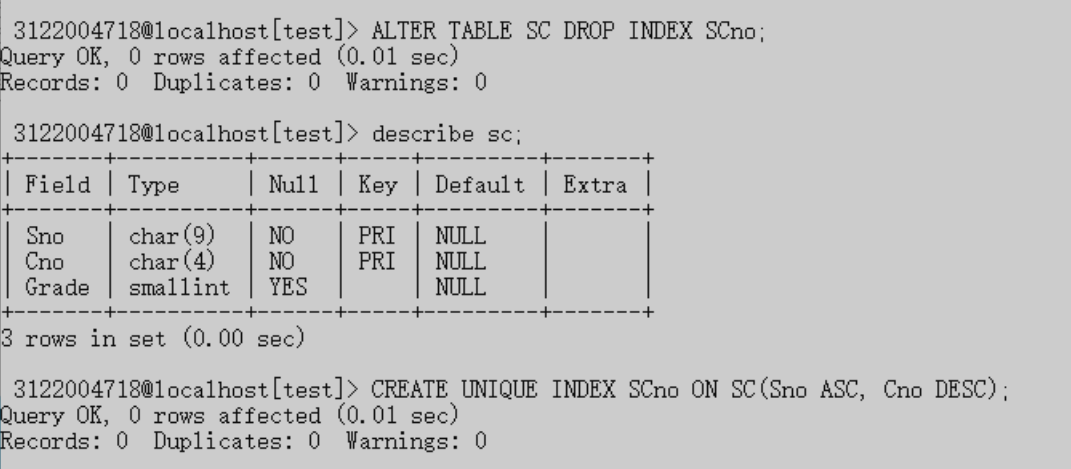 3122004718@localhost[test]> ALTER TABLE SC DROP INDEX SCno;
Query OK, 0 rows affected (0.01 sec)
Records: 0  Duplicates: 0  Warnings: 0
3122004718@localhost[test]> describe sc;
+-------+----------+------+-----+---------+-------+
| Field | Type     | Null | Key | Default | Extra |
+-------+----------+------+-----+---------+-------+
| Sno   | char(9)  | NO   | PRI | NULL    |       |
| Cno   | char(4)  | NO   | PRI | NULL    |       |
| Grade | smallint | YES  |     | NULL    |       |
+-------+----------+------+-----+---------+-------+
3 rows in set (0.00 sec)
3122004718@localhost[test]> CREATE UNIQUE INDEX SCno ON SC(Sno ASC, Cno DESC);
Query OK, 0 rows affected (0.01 sec)
Records: 0  Duplicates: 0  Warnings: 0